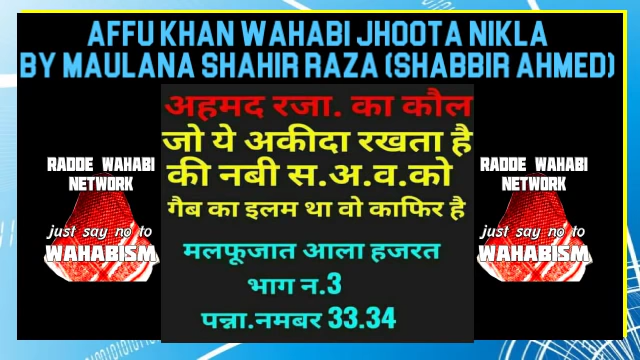 AFFU KHAN WAHABI JHOOTA NIKLA
BY MAULANA SHAHIR RAZA (SHABBIR AHMED)
अहमद रजा. का कौल
जो ये अकीदा रखता है
की नबी स.अ.व.को
गैब का इलम था वो काफिर है
मलफूजात आला हजरत
भाग न.3
पन्ना.नमबर 33.34
RADDE WAHABI
NETWORK
just say no to
WAHABISM
RADDE WAHABI
NETWORK
just say no to
WAHABISM